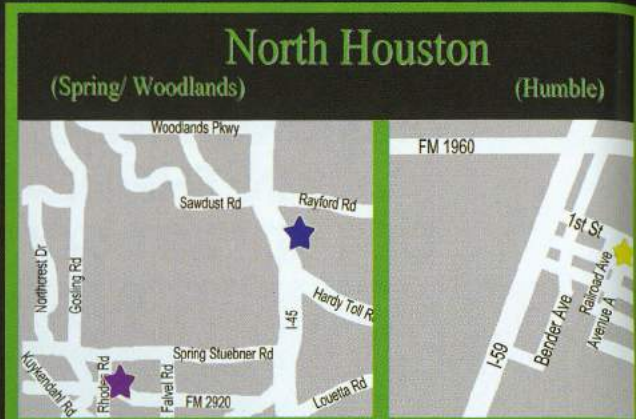 North Houston
(Spring/ Woodlands)
(Humble)
Woodlands Pkwy
Sawdust Rd
Rayford Rd
Northcrest Dr
Gosling Rd
I-45
Hardy Toll
Kuykendahl Rd
Rhodes Rd
Spring Stuebner Rd
Falvel Rd
FM 2920
Louetta Rd
FM 1960
1st St
I-59
Bender Ave
Railroad Ave
Avenue A